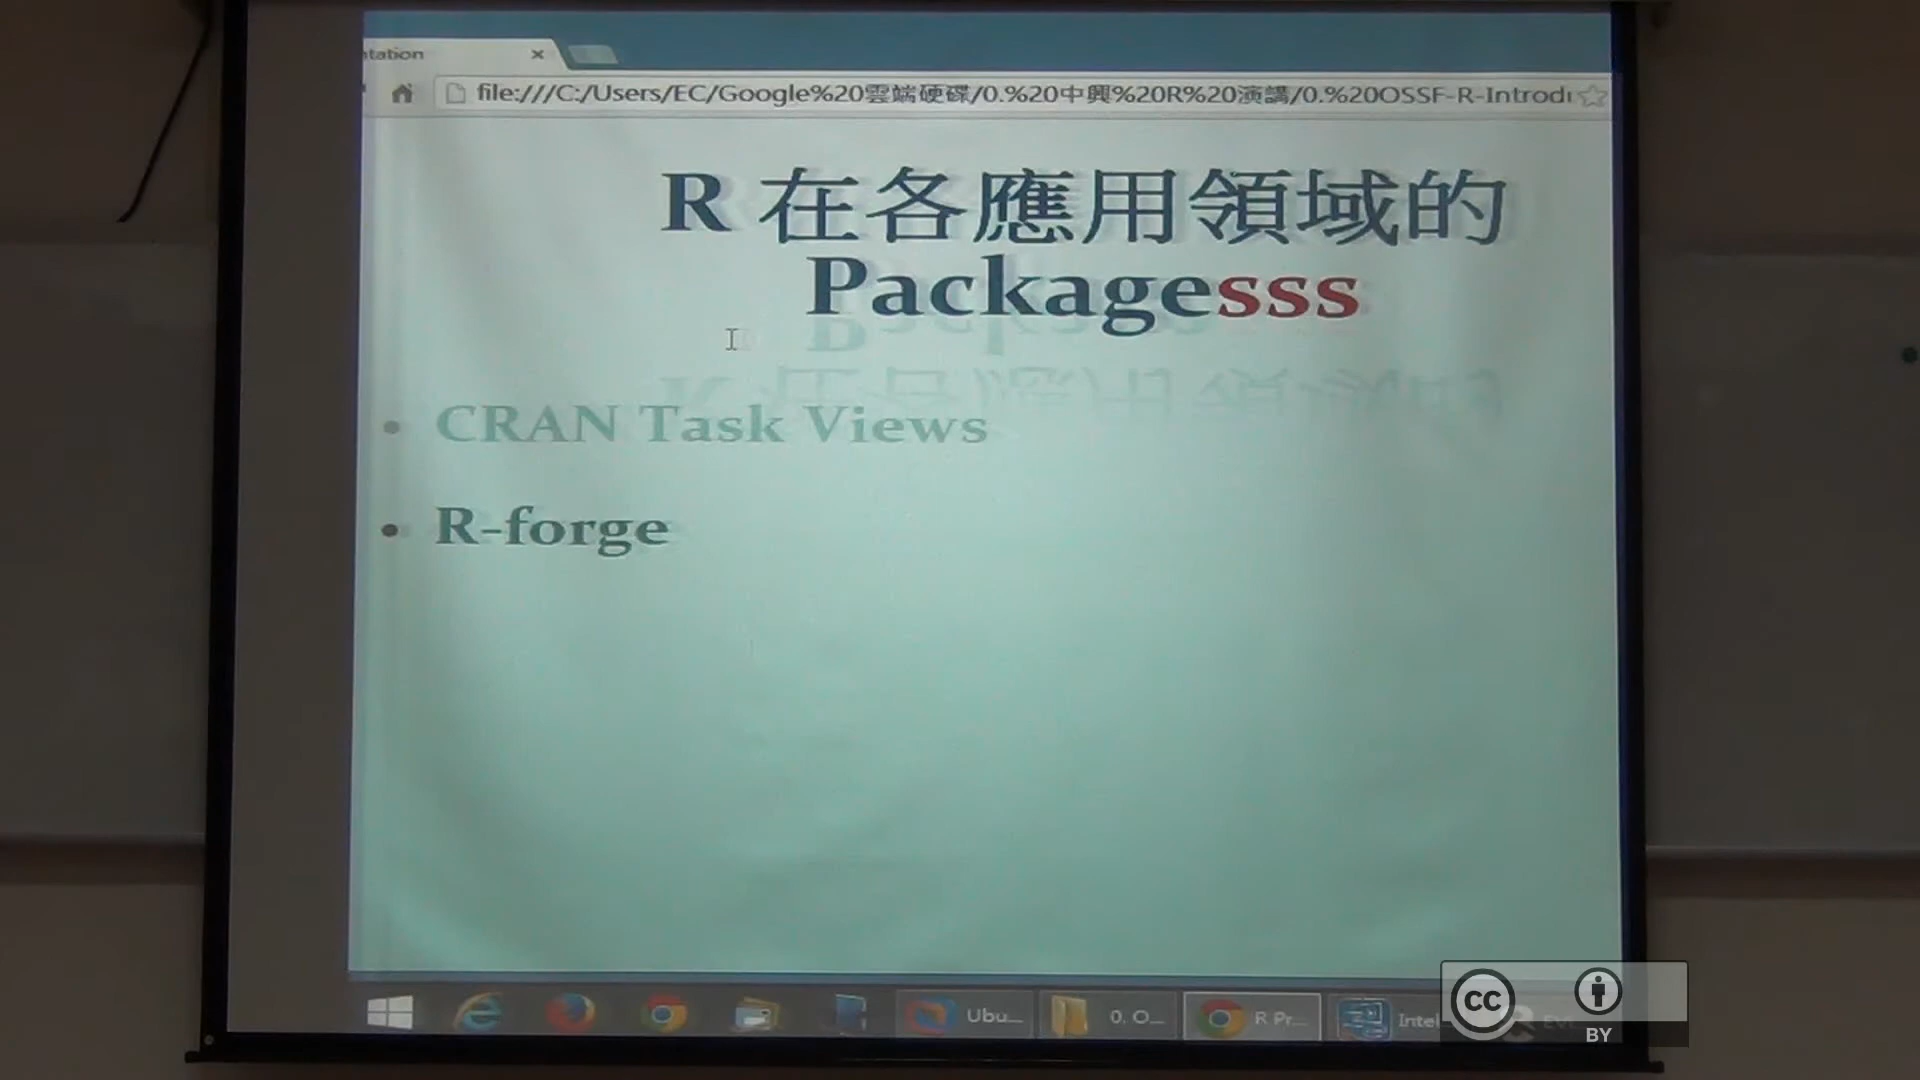 tation
file:///C:/Users/EC/Google%20雲端硬碟/0.%20中興%20R%20演講/0.%20OSSF-R-Introdu
R 在各應用領域的
Packagesss
• CRAN Task Views
• R-forge
Ubu...
0. O...
R Pr...
Intel
cc
BY